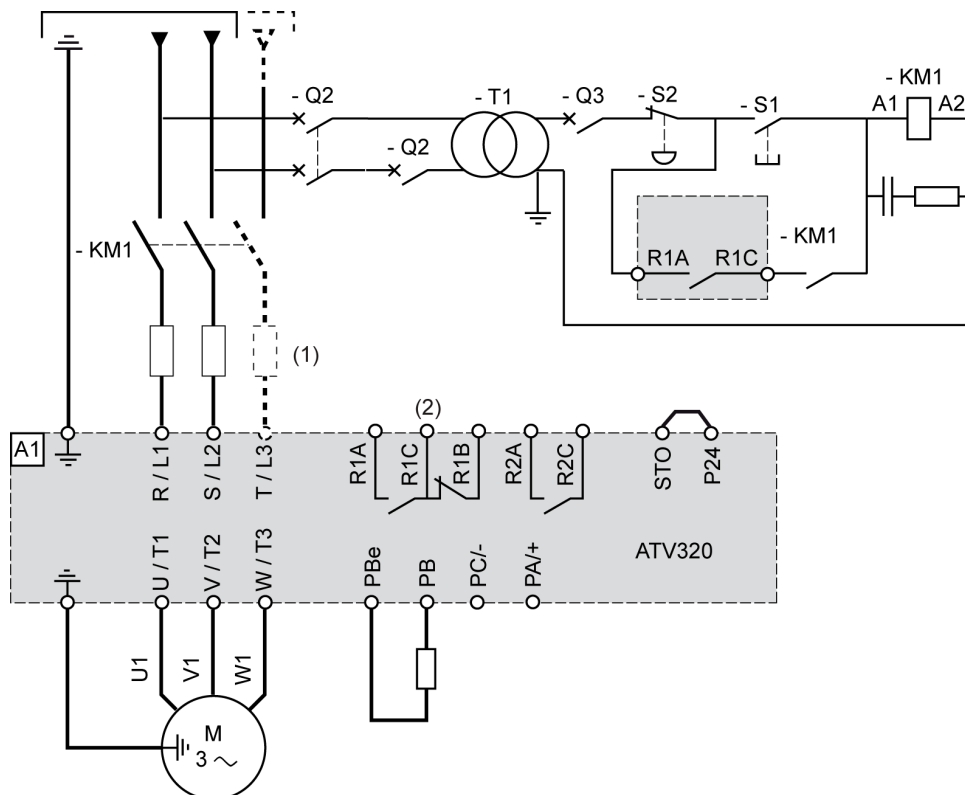 - Q2
- T1
- Q3
- S2
- S1
- KM1
A1
A2
- Q2
- KM1
R1A
R1C
- KM1
(1)
(2)
A1
R / L1
S / L2
T / L3
R1A
R1C
R1B
R2A
R2C
STO
P24
ATV320
U / T1
V / T2
W / T3
PBe
PB
PC/-
PA/+
U1
V1
W1
M
3 ~